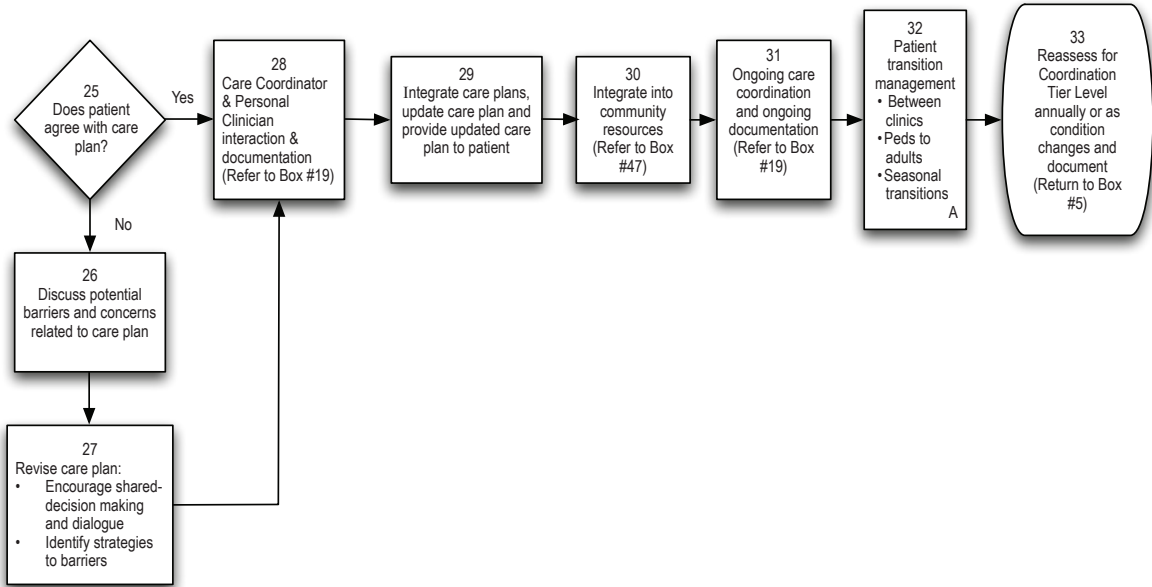 25
Does patient
agree with care
plan?
Yes
No
26
Discuss potential
barriers and concerns
related to care plan
27
Revise care plan:
• Encourage shared-
decision making
and dialogue
• Identify strategies
to barriers
28
Care Coordinator
& Personal
Clinician
interaction &
documentation
(Refer to Box #19)
29
Integrate care plans,
update care plan and
provide updated care
plan to patient
30
Integrate into
community
resources
(Refer to Box
#47)
31
Ongoing care
coordination
and ongoing
documentation
(Refer to Box
#19)
32
Patient
transition
management
• Between
clinics
• Peds to
adults
• Seasonal
transitions
A
33
Reassess for
Coordination
Tier Level
annually or as
condition
changes and
document
(Return to Box
#5)